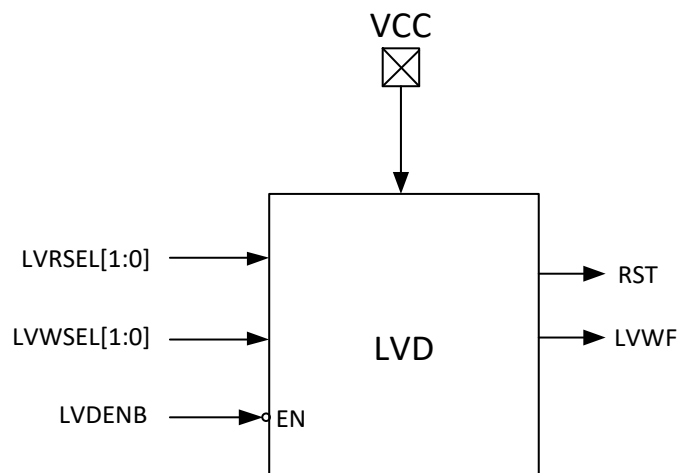 VCC
LVRSEL[1:0]
RST
LVWSEL[1:0]
LVD
LVWF
LVDENB
EN